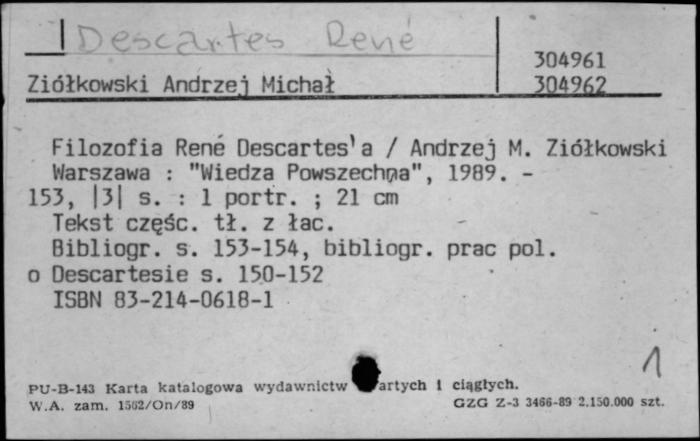 Descartes René
304961
Ziółkowski Andrzej Michał
304962
Filozofia René Descartes'a / Andrzej M. Ziółkowski
Warszawa : "Wiedza Powszechna", 1989. -
153, |3| s. : 1 portr. ; 21 cm
Tekst częśc. tł. z łac.
Bibliogr. s. 153-154, bibliogr. prac pol.
o Descartesie s. 150-152
ISBN 83-214-0618-1
1
PU-B-143 Karta katalogowa wydawnictw artych i ciągłych.
W.A. zam. 1562/On/89 GZG Z-3 3466-89 2.150.000 szt.